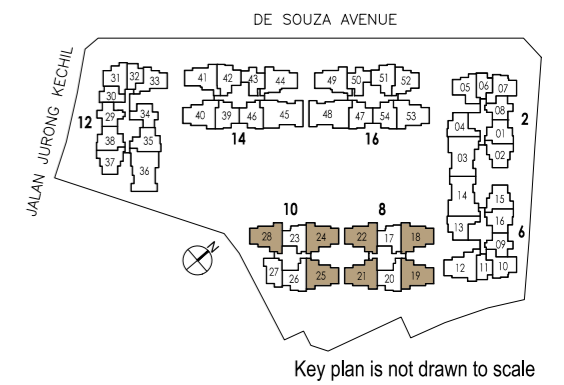 DE SOUZA AVENUE
JALAN JURONG KECHIL
31 32 33
30
29 34
12
38 35
37 36
41 42 43 44
40 39 46 45
14
49 50 51 52
48 47 54 53
16
05 06 07
08
04 01 2
03 02
14 15
13 16
09 6
12 11 10
10
28 23 24
27 26 25
8
22 17 18
21 20 19
N
Key plan is not drawn to scale